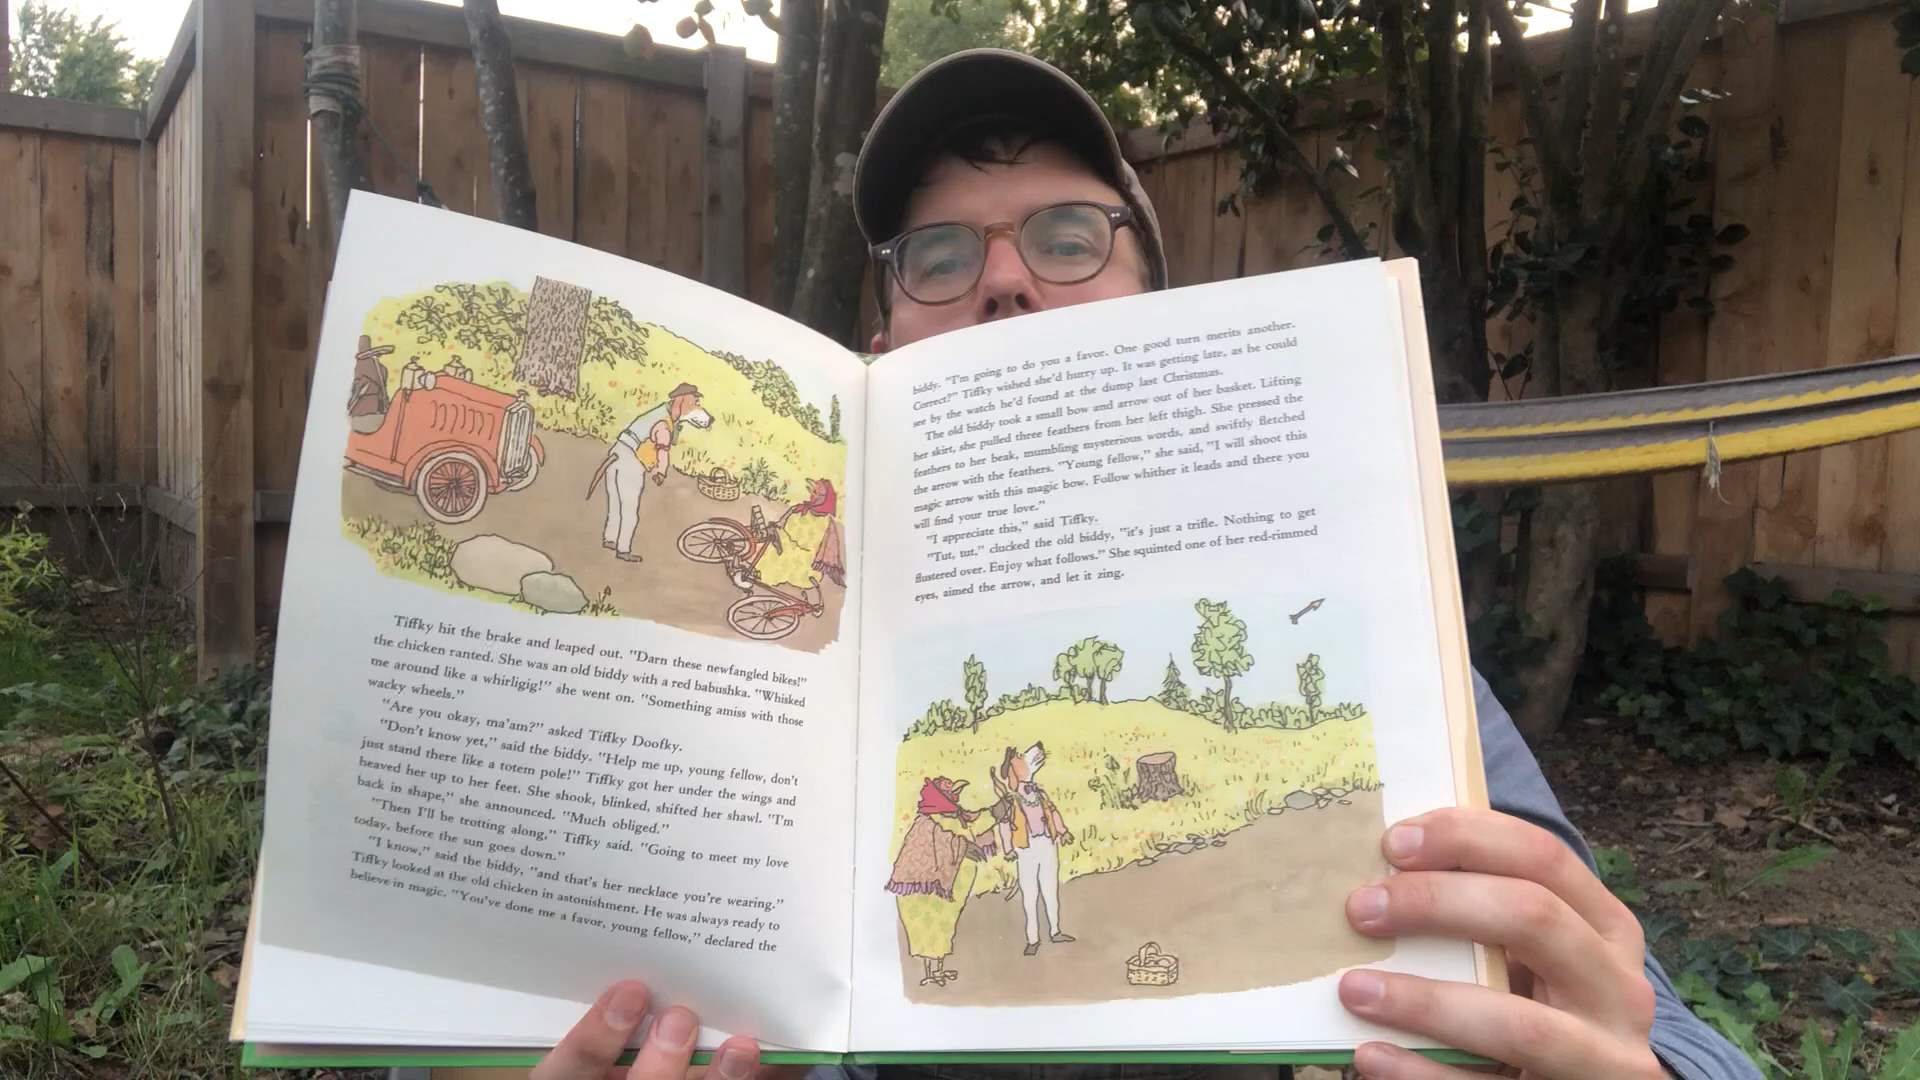 Tiffky hit the brake and leaped out. "Darn these newfangled bikes!"
the chicken ranted. She was an old biddy with a red babushka. "Whisked
me around like a whirligig!" she went on. "Something amiss with those
wacky wheels."
"Are you okay, ma'am?" asked Tiffky Doofky.
"Don't know yet," said the biddy. "Help me up, young fellow, don't
just stand there like a totem pole!" Tiffky got her under the wings and
heaved her up to her feet. She shook, blinked, shifted her shawl. "I'm
back in shape," she announced. "Much obliged."
"Then I'll be trotting along," Tiffky said. "Going to meet my love
today, before the sun goes down."
"I know," said the biddy, "and that's her necklace you're wearing."
Tiffky looked at the old chicken in astonishment. He was always ready to
believe in magic. "You've done me a favor, young fellow," declared the
biddy. "I'm going to do you a favor. One good turn merits another.
Correct?" Tiffky wished she'd hurry up. It was getting late, as he could
see by the watch he'd found at the dump last Christmas.
The old biddy took a small bow and arrow out of her basket. Lifting
her skirt, she pulled three feathers from her left thigh. She pressed the
feathers to her beak, mumbling mysterious words, and swiftly fletched
the arrow with the feathers. "Young fellow," she said, "I will shoot this
magic arrow with this magic bow. Follow whither it leads and there you
will find your true love."
"I appreciate this," said Tiffky.
"Tut, tut," clucked the old biddy, "it's just a trifle. Nothing to get
flustered over. Enjoy what follows." She squinted one of her red-rimmed
eyes, aimed the arrow, and let it zing.